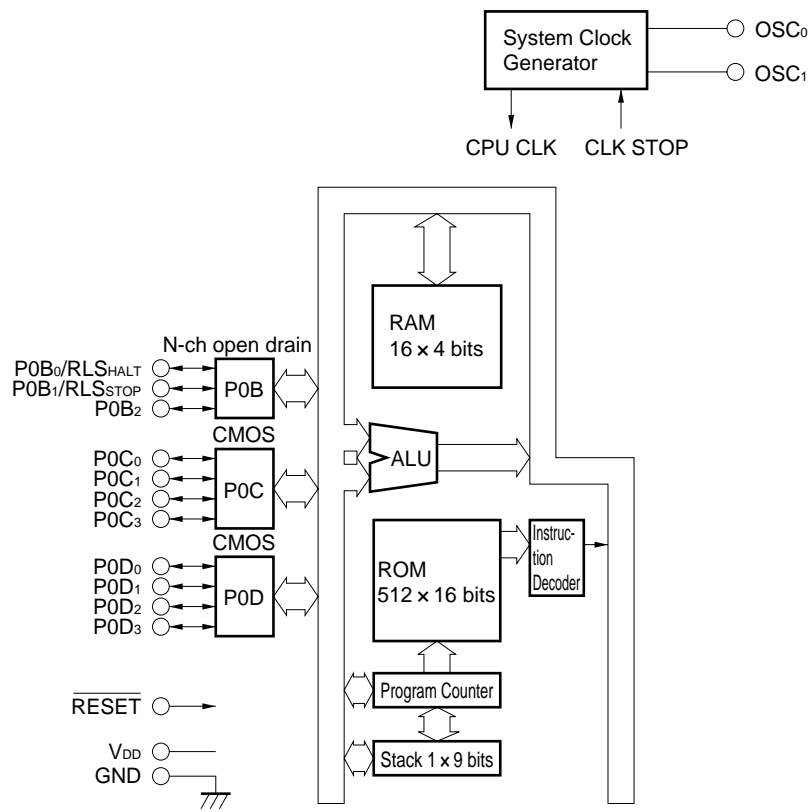 System Clock
Generator
OSC₀
OSC₁
CPU CLK
CLK STOP
RAM
16 × 4 bits
N-ch open drain
P0B₀/RLSHALT
P0B₁/RLSSTOP
P0B₂
P0B
CMOS
P0C₀
P0C₁
P0C₂
P0C₃
P0C
ALU
CMOS
P0D₀
P0D₁
P0D₂
P0D₃
P0D
ROM
512 × 16 bits
Instruc-
tion
Decoder
Program Counter
Stack 1 × 9 bits
RESET
VDD
GND